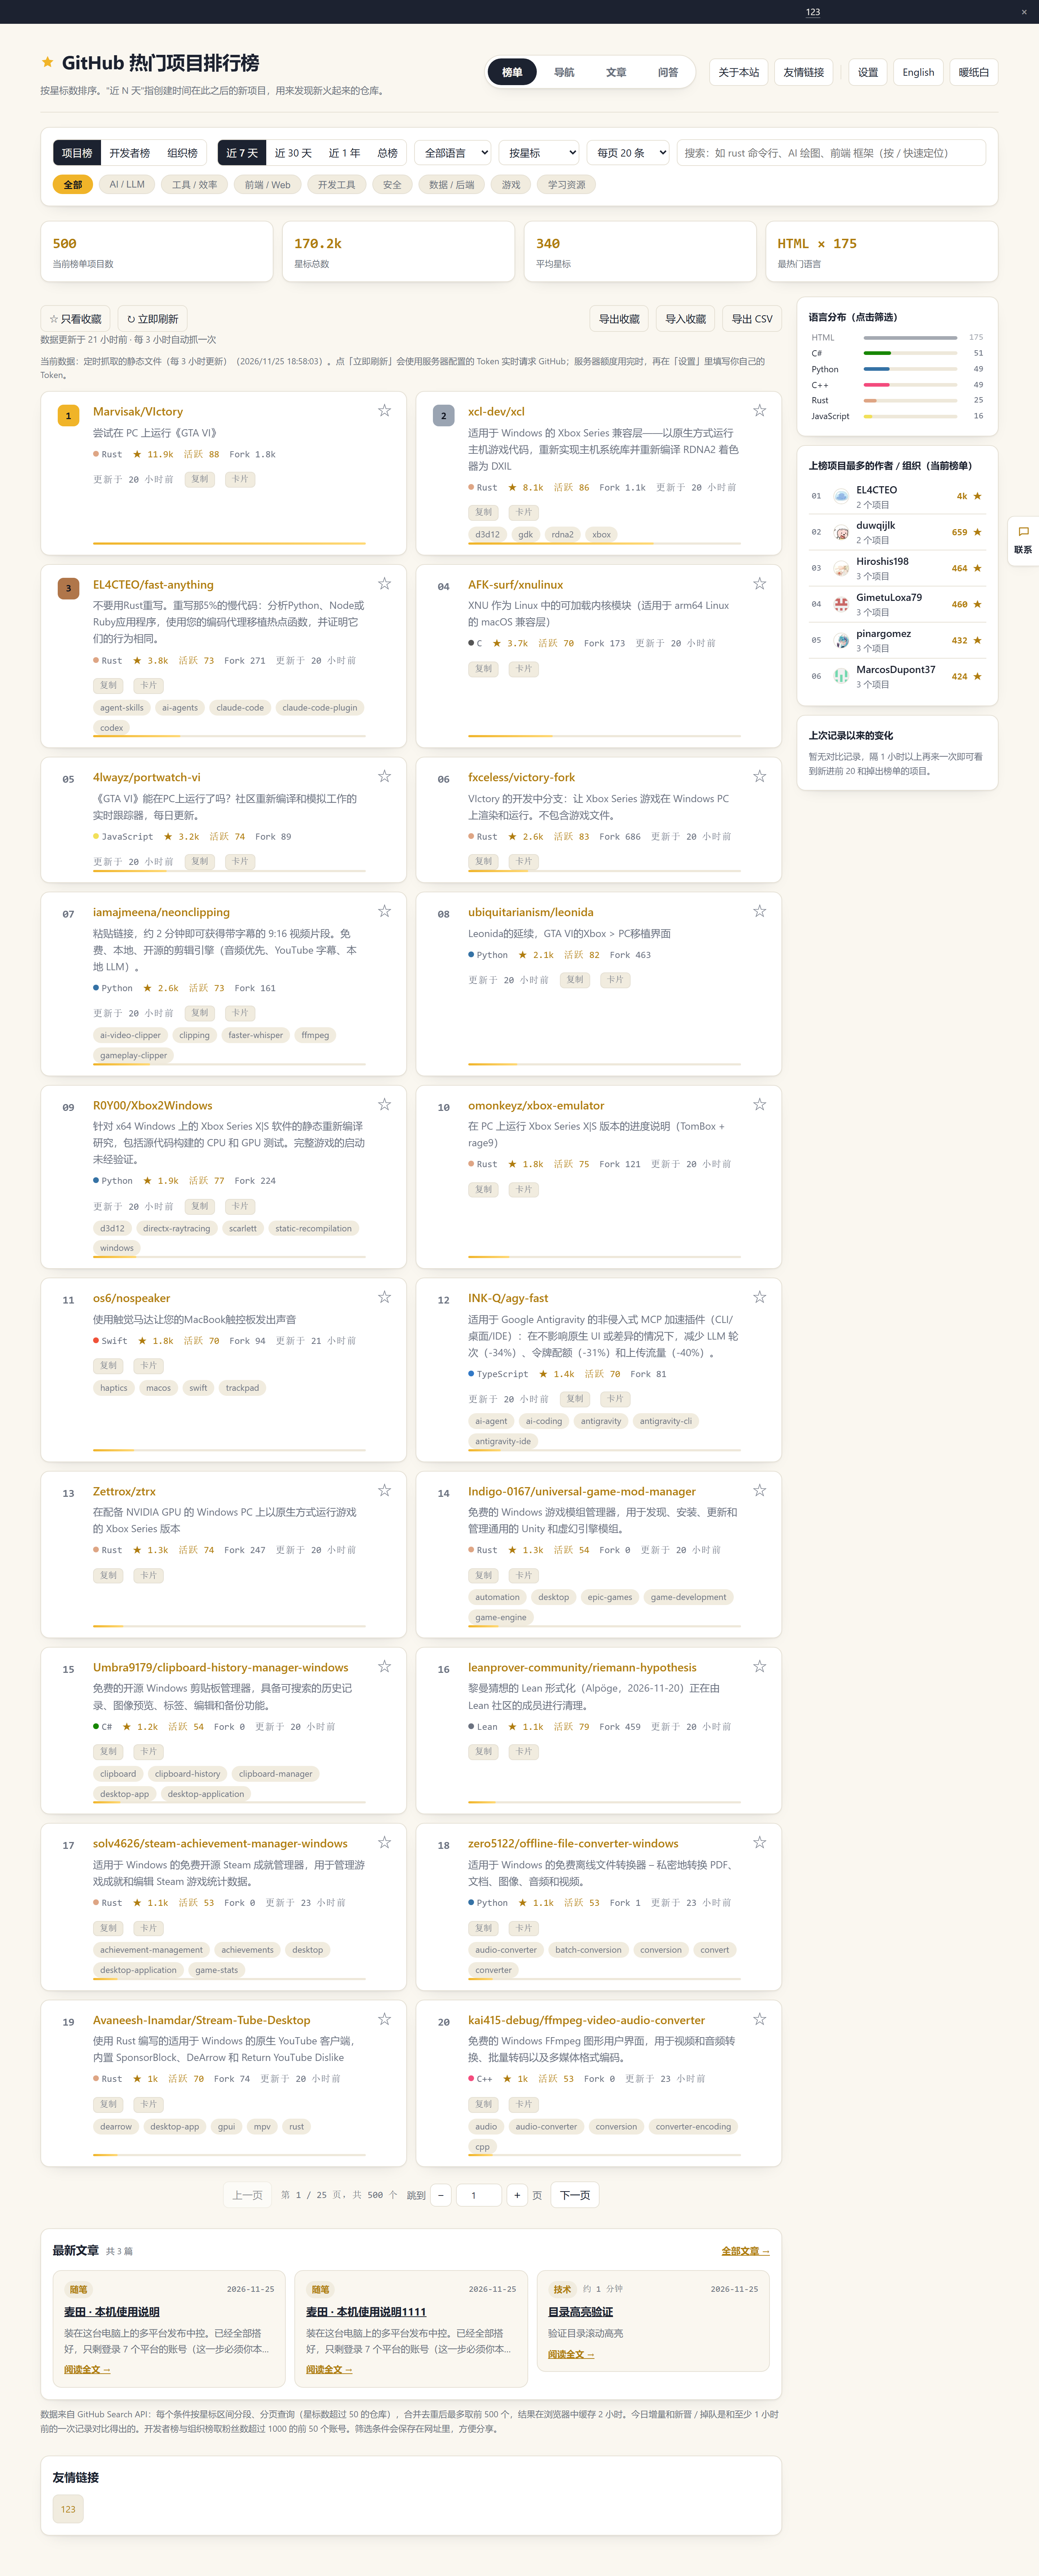 123
×
★ GitHub 热门项目排行榜
按星标数排序。“近 N 天”指创建时间在此之后的新项目，用来发现新火起来的仓库。
榜单 导航 文章 问答
关于本站 友情链接 设置 English 暖纸白
项目榜 开发者榜 组织榜 近 7 天 近 30 天 近 1 年 总榜 全部语言 按星标 每页 20 条 搜索：如 rust 命令行、AI 绘图、前端 框架（按 / 快速定位）
全部 AI / LLM 工具 / 效率 前端 / Web 开发工具 安全 数据 / 后端 游戏 学习资源
500
当前榜单项目数
170.2k
星标总数
340
平均星标
HTML × 175
最热门语言
☆ 只看收藏 ↻ 立即刷新 导出收藏 导入收藏 导出 CSV
数据更新于 21 小时前 · 每 3 小时自动抓一次
当前数据：定时抓取的静态文件（每 3 小时更新）（2026/11/25 18:58:03）。点「立即刷新」会使用服务器配置的 Token 实时请求 GitHub；服务器额度用完时，再在「设置」里填写你自己的
Token。
1 Marvisak/VIctory ☆
尝试在 PC 上运行《GTA VI》
Rust ★ 11.9k 活跃 88 Fork 1.8k
更新于 20 小时前 复制 卡片
2 xcl-dev/xcl ☆
适用于 Windows 的 Xbox Series 兼容层——以原生方式运行
主机游戏代码，重新实现主机系统库并重新编译 RDNA2 着色
器为 DXIL
Rust ★ 8.1k 活跃 86 Fork 1.1k 更新于 20 小时前
复制 卡片
d3d12 gdk rdna2 xbox
3 EL4CTEO/fast-anything ☆
不要用Rust重写。重写那5%的慢代码：分析Python、Node或
Ruby应用程序，使用您的编码代理移植热点函数，并证明它
们的行为相同。
Rust ★ 3.8k 活跃 73 Fork 271 更新于 20 小时前
复制 卡片
agent-skills ai-agents claude-code claude-code-plugin
codex
04 AFK-surf/xnulinux ☆
XNU 作为 Linux 中的可加载内核模块（适用于 arm64 Linux
的 macOS 兼容层）
C ★ 3.7k 活跃 70 Fork 173 更新于 20 小时前
复制 卡片
05 4lwayz/portwatch-vi ☆
《GTA VI》能在PC上运行了吗？社区重新编译和模拟工作的
实时跟踪器，每日更新。
JavaScript ★ 3.2k 活跃 74 Fork 89
更新于 20 小时前 复制 卡片
06 fxceless/victory-fork ☆
VIctory 的开发中分支：让 Xbox Series 游戏在 Windows PC
上渲染和运行。不包含游戏文件。
Rust ★ 2.6k 活跃 83 Fork 686 更新于 20 小时前
复制 卡片
07 iamajmeena/neonclipping ☆
粘贴链接，约 2 分钟即可获得带字幕的 9:16 视频片段。免
费、本地、开源的剪辑引擎（音频优先、YouTube 字幕、本
地 LLM）。
Python ★ 2.6k 活跃 73 Fork 161
更新于 20 小时前 复制 卡片
ai-video-clipper clipping faster-whisper ffmpeg
gameplay-clipper
08 ubiquitarianism/leonida ☆
Leonida的延续，GTA VI的Xbox > PC移植界面
Python ★ 2.1k 活跃 82 Fork 463
更新于 20 小时前 复制 卡片
09 R0Y00/Xbox2Windows ☆
针对 x64 Windows 上的 Xbox Series X|S 软件的静态重新编译
研究，包括源代码构建的 CPU 和 GPU 测试。完整游戏的启动
未经验证。
Python ★ 1.9k 活跃 77 Fork 224
更新于 20 小时前 复制 卡片
d3d12 directx-raytracing scarlett static-recompilation
windows
10 omonkeyz/xbox-emulator ☆
在 PC 上运行 Xbox Series X|S 版本的进度说明（TomBox +
rage9）
Rust ★ 1.8k 活跃 75 Fork 121 更新于 20 小时前
复制 卡片
11 os6/nospeaker ☆
使用触觉马达让您的MacBook触控板发出声音
Swift ★ 1.8k 活跃 70 Fork 94 更新于 21 小时前
复制 卡片
haptics macos swift trackpad
12 INK-Q/agy-fast ☆
适用于 Google Antigravity 的非侵入式 MCP 加速插件（CLI/
桌面/IDE）：在不影响原生 UI 或差异的情况下，减少 LLM 轮
次（-34%）、令牌配额（-31%）和上传流量（-40%）。
TypeScript ★ 1.4k 活跃 70 Fork 81
更新于 20 小时前 复制 卡片
ai-agent ai-coding antigravity antigravity-cli
antigravity-ide
13 Zettrox/ztrx ☆
在配备 NVIDIA GPU 的 Windows PC 上以原生方式运行游戏
的 Xbox Series 版本
Rust ★ 1.3k 活跃 74 Fork 247 更新于 20 小时前
复制 卡片
14 Indigo-0167/universal-game-mod-manager ☆
免费的 Windows 游戏模组管理器，用于发现、安装、更新和
管理通用的 Unity 和虚幻引擎模组。
Rust ★ 1.3k 活跃 54 Fork 0 更新于 20 小时前
复制 卡片
automation desktop epic-games game-development
game-engine
15 Umbra9179/clipboard-history-manager-windows ☆
免费的开源 Windows 剪贴板管理器，具备可搜索的历史记
录、图像预览、标签、编辑和备份功能。
C# ★ 1.2k 活跃 54 Fork 0 更新于 20 小时前
复制 卡片
clipboard clipboard-history clipboard-manager
desktop-app desktop-application
16 leanprover-community/riemann-hypothesis ☆
黎曼猜想的 Lean 形式化（Alpöge，2026-11-20）正在由
Lean 社区的成员进行清理。
Lean ★ 1.1k 活跃 79 Fork 459 更新于 20 小时前
复制 卡片
17 solv4626/steam-achievement-manager-windows ☆
适用于 Windows 的免费开源 Steam 成就管理器，用于管理游
戏成就和编辑 Steam 游戏统计数据。
Rust ★ 1.1k 活跃 53 Fork 0 更新于 23 小时前
复制 卡片
achievement-management achievements desktop
desktop-application game-stats
18 zero5122/offline-file-converter-windows ☆
适用于 Windows 的免费离线文件转换器 – 私密地转换 PDF、
文档、图像、音频和视频。
Python ★ 1.1k 活跃 53 Fork 1 更新于 23 小时前
复制 卡片
audio-converter batch-conversion conversion convert
converter
19 Avaneesh-Inamdar/Stream-Tube-Desktop ☆
使用 Rust 编写的适用于 Windows 的原生 YouTube 客户端，
内置 SponsorBlock、DeArrow 和 Return YouTube Dislike
Rust ★ 1k 活跃 70 Fork 74 更新于 20 小时前
复制 卡片
dearrow desktop-app gpui mpv rust
20 kai415-debug/ffmpeg-video-audio-converter ☆
免费的 Windows FFmpeg 图形用户界面，用于视频和音频转
换、批量转码以及多媒体格式编码。
C++ ★ 1k 活跃 53 Fork 0 更新于 23 小时前
复制 卡片
audio audio-converter conversion converter-encoding
cpp
上一页 第 1 / 25 页，共 500 个 跳到 − 1 + 页 下一页
语言分布（点击筛选）
HTML 175
C# 51
Python 49
C++ 49
Rust 25
JavaScript 16
上榜项目最多的作者 / 组织（当前榜单）
01 EL4CTEO 4k ★
2 个项目
02 duwqijlk 659 ★
2 个项目
03 Hiroshis198 464 ★
3 个项目
04 GimetuLoxa79 460 ★
3 个项目
05 pinargomez 432 ★
3 个项目
06 MarcosDupont37 424 ★
3 个项目
上次记录以来的变化
暂无对比记录，隔 1 小时以上再来一次即可看
到新进前 20 和掉出榜单的项目。
联系
最新文章 共 3 篇 全部文章 →
随笔 2026-11-25
麦田 · 本机使用说明
装在这台电脑上的多平台发布中控。已经全部搭
好，只剩登录 7 个平台的账号（这一步必须你本...
阅读全文 →
随笔 2026-11-25
麦田 · 本机使用说明1111
装在这台电脑上的多平台发布中控。已经全部搭
好，只剩登录 7 个平台的账号（这一步必须你本...
阅读全文 →
技术 约 1 分钟 2026-11-25
目录高亮验证
验证目录滚动高亮
阅读全文 →
数据来自 GitHub Search API：每个条件按星标区间分段、分页查询（星标数超过 50 的仓库），合并去重后最多取前 500 个，结果在浏览器中缓存 2 小时。今日增量和新晋 / 掉队是和至少 1 小时
前的一次记录对比得出的。开发者榜与组织榜取粉丝数超过 1000 的前 50 个账号。筛选条件会保存在网址里，方便分享。
友情链接
123